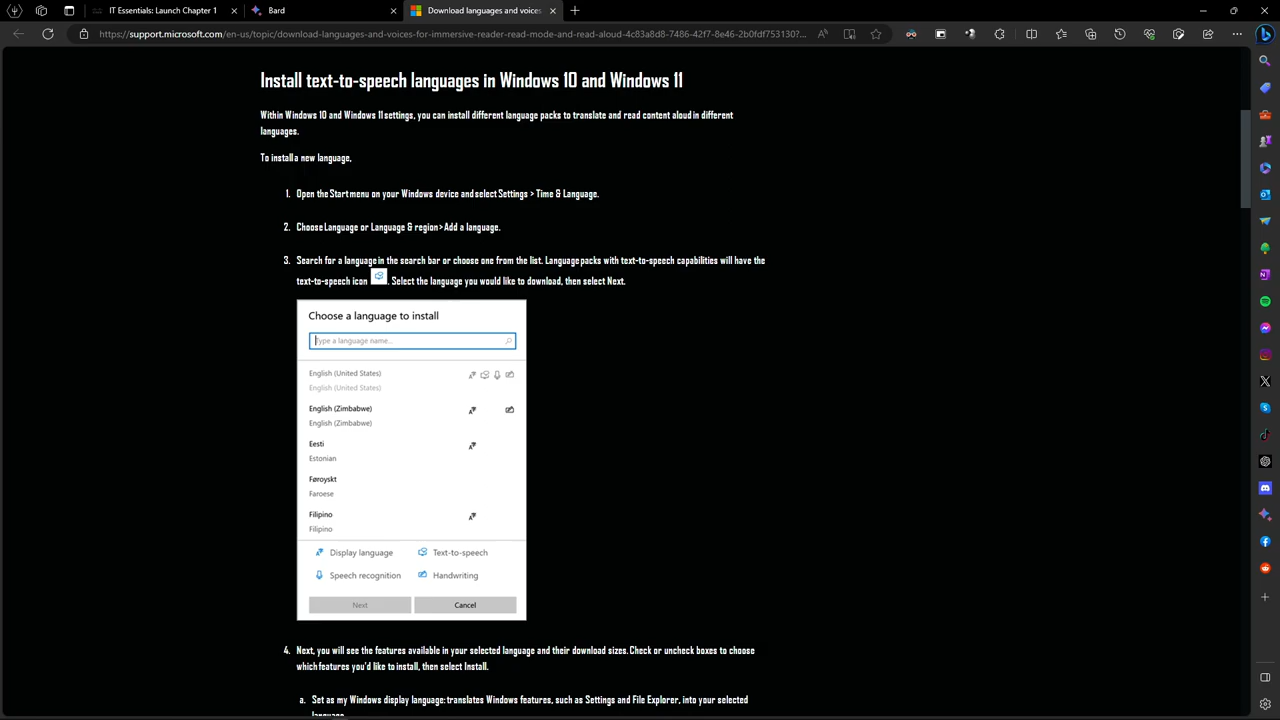 IT Essentials: Launch Chapter 1
Bard
Download languages and voices
https://support.microsoft.com/en-us/topic/download-languages-and-voices-for-immersive-reader-read-mode-and-read-aloud-4c83a8d8-7486-42f7-8e46-2b0fdf753130?...
Install text-to-speech languages in Windows 10 and Windows 11
Within Windows 10 and Windows 11 settings, you can install different language packs to translate and read content aloud in different
languages.
To install a new language,
1. Open the Start menu on your Windows device and select Settings > Time & Language.
2. Choose Language or Language & region > Add a language.
3. Search for a language in the search bar or choose one from the list. Language packs with text-to-speech capabilities will have the
text-to-speech icon . Select the language you would like to download, then select Next.
Choose a language to install
Type a language name...
English (United States)
English (United States)
English (Zimbabwe)
English (Zimbabwe)
Eesti
Estonian
Føroyskt
Faroese
Filipino
Filipino
Display language Text-to-speech
Speech recognition Handwriting
Next Cancel
4. Next, you will see the features available in your selected language and their download sizes. Check or uncheck boxes to choose
which features you'd like to install, then select Install.
a. Set as my Windows display language: translates Windows features, such as Settings and File Explorer, into your selected
language.